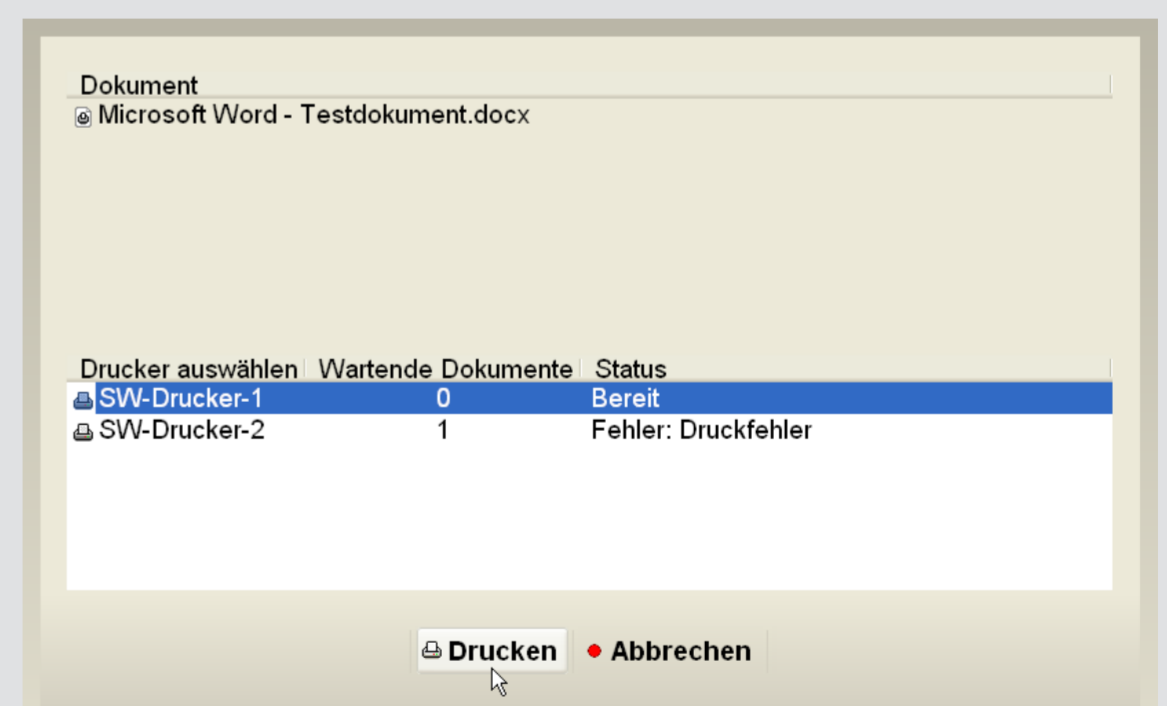 Dokument
Microsoft Word - Testdokument.docx
Drucker auswählen Wartende Dokumente Status
SW-Drucker-1 0 Bereit
SW-Drucker-2 1 Fehler: Druckfehler
Drucken Abbrechen